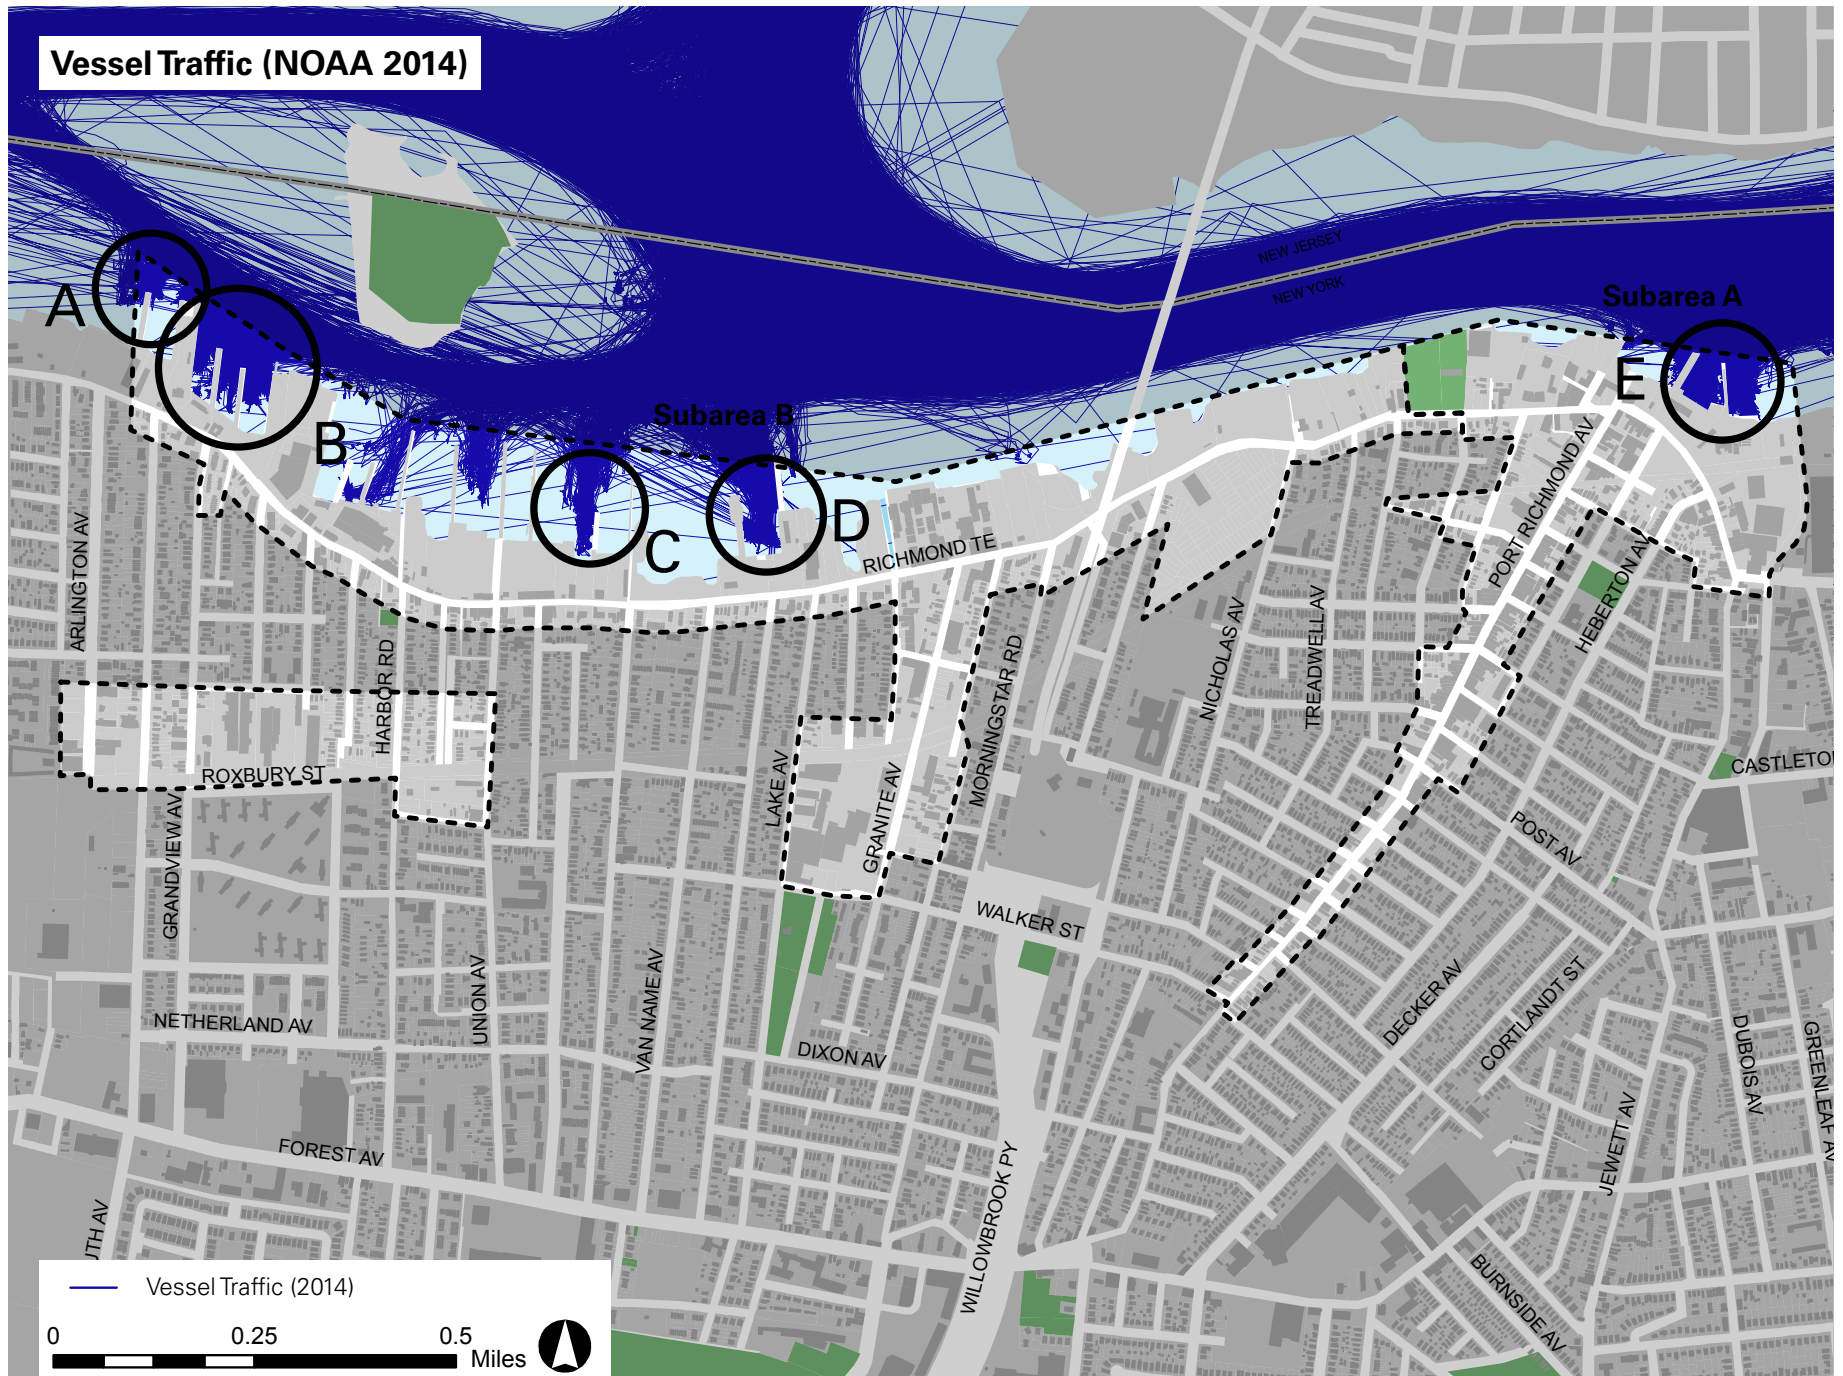 Vessel Traffic (NOAA 2014)
NEW JERSEY
NEW YORK
Subarea A
A
B
Subarea B
C
D
E
RICHMOND TE
ARLINGTON AV
HARBOR RD
ROXBURY ST
GRANDVIEW AV
LAKE AV
GRANITE AV
MORNINGSTAR RD
NICHOLAS AV
TREADWELL AV
PORT RICHMOND AV
HEBERTON AV
CASTLETO
POST AV
WALKER ST
UNION AV
VAN NAME AV
NETHERLAND AV
DIXON AV
DECKER AV
CORTLANDT ST
DUBOIS AV
GREENLEAF AV
JEWETT AV
FOREST AV
UTH AV
WILLOWBROOK PY
BURNSIDE AV
Vessel Traffic (2014)
0 0.25 0.5
Miles